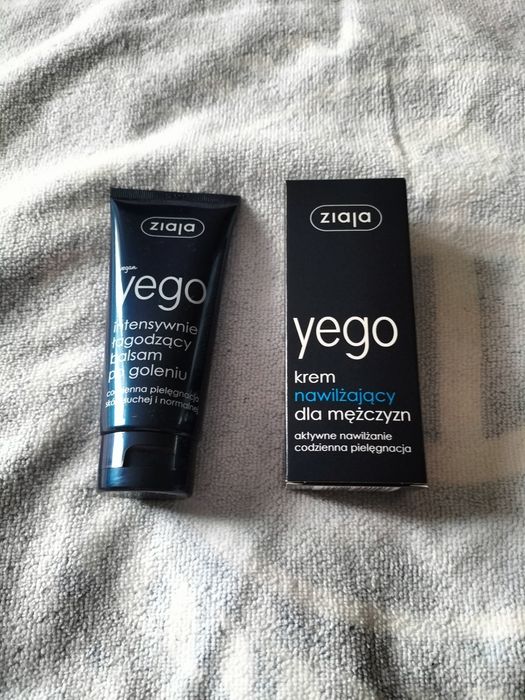 ziaja
vegan
yego
intensywnie
łagodzący
balsam
po goleniu
codzienna pielęgnacja
skóry suchej i normalnej
ziaja
yego
krem
nawilżający
dla mężczyzn
aktywne nawilżanie
codzienna pielęgnacja